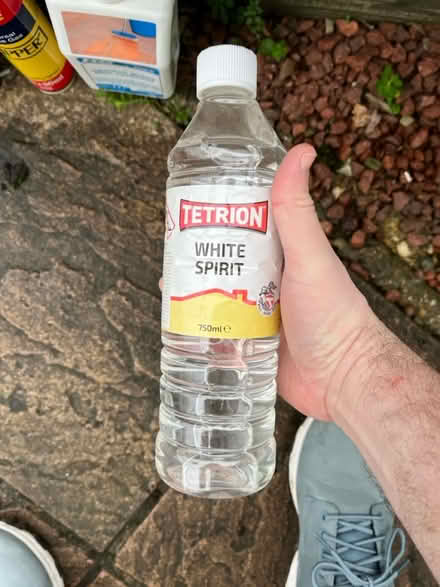 TETRION
WHITE
SPIRIT
750ml e